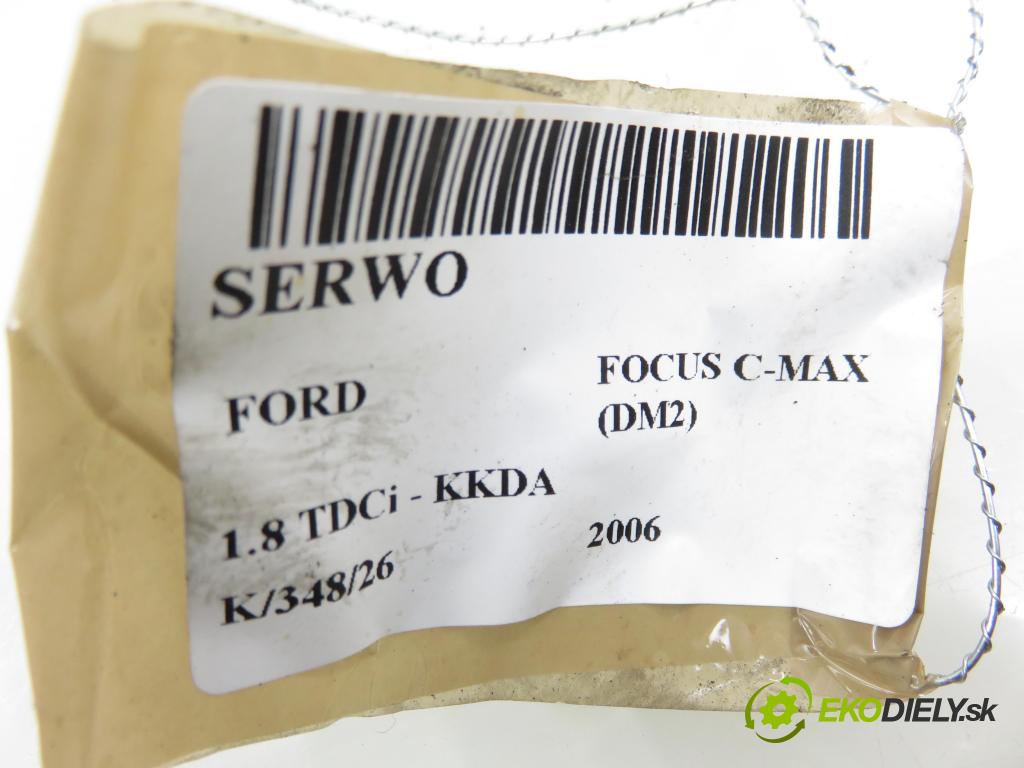 SERWO
FORD
FOCUS C-MAX
(DM2)
1.8 TDCi - KKDA
2006
K/348/26
EKODIELY.sk